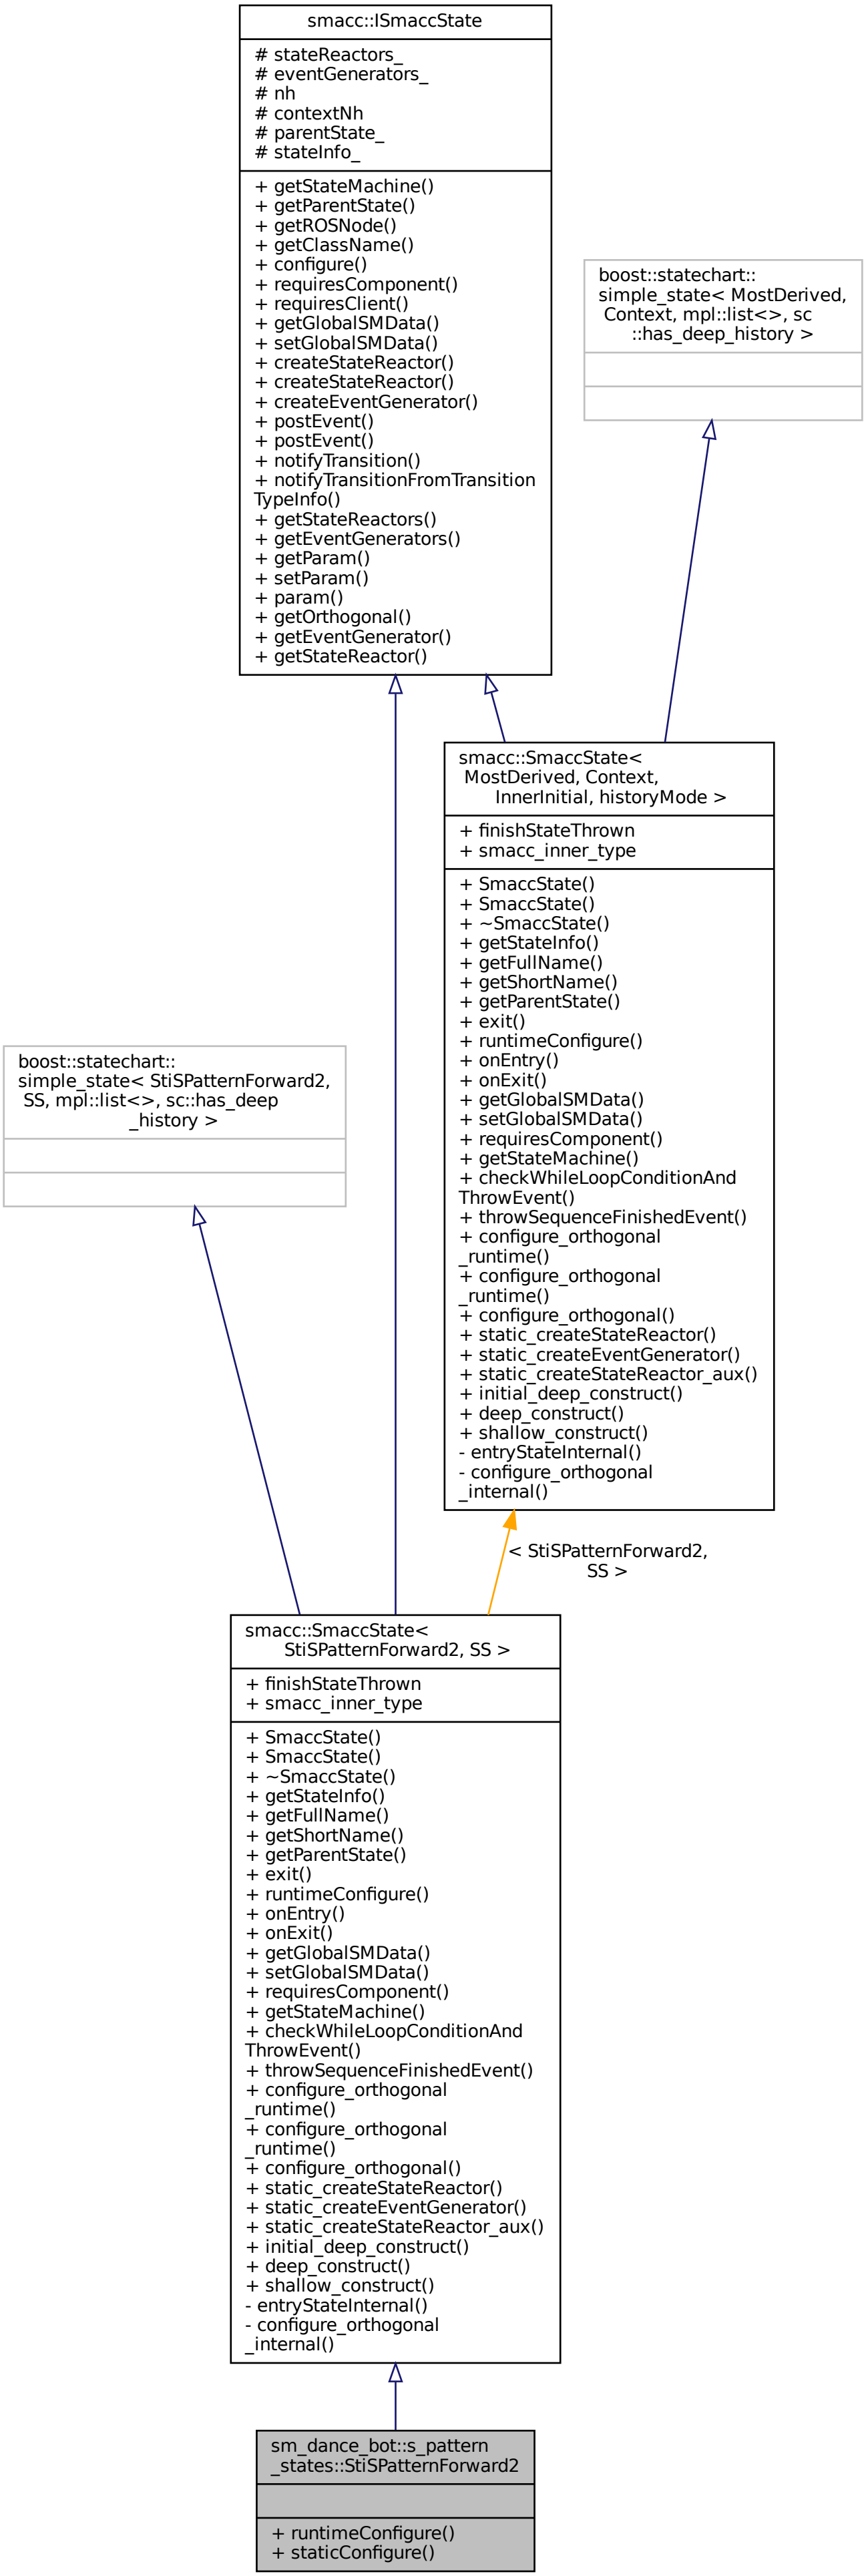 smacc::ISmaccState
# stateReactors_
# eventGenerators_
# nh
# contextNh
# parentState_
# stateInfo_
+ getStateMachine()
+ getParentState()
+ getROSNode()
+ getClassName()
+ configure()
+ requiresComponent()
+ requiresClient()
+ getGlobalSMData()
+ setGlobalSMData()
+ createStateReactor()
+ createStateReactor()
+ createEventGenerator()
+ postEvent()
+ postEvent()
+ notifyTransition()
+ notifyTransitionFromTransition
TypeInfo()
+ getStateReactors()
+ getEventGenerators()
+ getParam()
+ setParam()
+ param()
+ getOrthogonal()
+ getEventGenerator()
+ getStateReactor()
boost::statechart::
simple_state< MostDerived,
Context, mpl::list<>, sc
::has_deep_history >
smacc::SmaccState<
MostDerived, Context,
InnerInitial, historyMode >
+ finishStateThrown
+ smacc_inner_type
+ SmaccState()
+ SmaccState()
+ ~SmaccState()
+ getStateInfo()
+ getFullName()
+ getShortName()
+ getParentState()
+ exit()
+ runtimeConfigure()
+ onEntry()
+ onExit()
+ getGlobalSMData()
+ setGlobalSMData()
+ requiresComponent()
+ getStateMachine()
+ checkWhileLoopConditionAnd
ThrowEvent()
+ throwSequenceFinishedEvent()
+ configure_orthogonal
_runtime()
+ configure_orthogonal
_runtime()
+ configure_orthogonal()
+ static_createStateReactor()
+ static_createEventGenerator()
+ static_createStateReactor_aux()
+ initial_deep_construct()
+ deep_construct()
+ shallow_construct()
- entryStateInternal()
- configure_orthogonal
_internal()
boost::statechart::
simple_state< StiSPatternForward2,
SS, mpl::list<>, sc::has_deep
_history >
< StiSPatternForward2,
SS >
smacc::SmaccState<
StiSPatternForward2, SS >
+ finishStateThrown
+ smacc_inner_type
+ SmaccState()
+ SmaccState()
+ ~SmaccState()
+ getStateInfo()
+ getFullName()
+ getShortName()
+ getParentState()
+ exit()
+ runtimeConfigure()
+ onEntry()
+ onExit()
+ getGlobalSMData()
+ setGlobalSMData()
+ requiresComponent()
+ getStateMachine()
+ checkWhileLoopConditionAnd
ThrowEvent()
+ throwSequenceFinishedEvent()
+ configure_orthogonal
_runtime()
+ configure_orthogonal
_runtime()
+ configure_orthogonal()
+ static_createStateReactor()
+ static_createEventGenerator()
+ static_createStateReactor_aux()
+ initial_deep_construct()
+ deep_construct()
+ shallow_construct()
- entryStateInternal()
- configure_orthogonal
_internal()
sm_dance_bot::s_pattern
_states::StiSPatternForward2
+ runtimeConfigure()
+ staticConfigure()